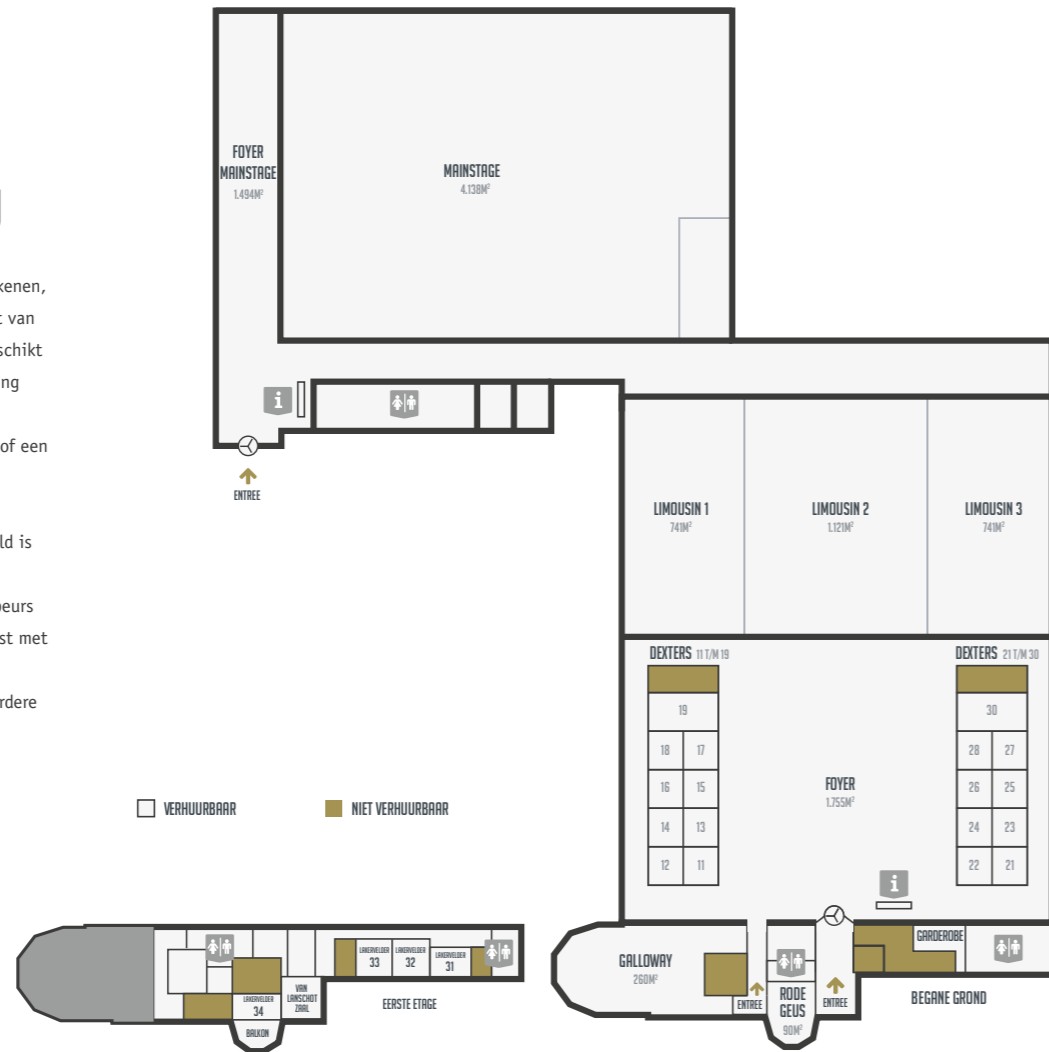 kenen,
t van
schikt
ing
of een
ld is
beurs
st met
rdere
FOYER
MAINSTAGE
1.494M²
MAINSTAGE
4.138M²
i
ENTREE
LIMOUSIN 1
741M²
LIMOUSIN 2
1.121M²
LIMOUSIN 3
741M²
DEXTERS 11 T/M 19
19
18 17
16 15
14 13
12 11
DEXTERS 21 T/M 30
30
28 27
26 25
24 23
22 21
FOYER
1.755M²
i
VERHUURBAAR
NIET VERHUURBAAR
LAKERVELDER
33
LAKERVELDER
32
LAKERVELDER
31
LAKERVELDER
34
VAN
LANSCHOT
ZAAL
BALKON
EERSTE ETAGE
GALLOWAY
260M²
ENTREE
RODE
GEUS
90M²
ENTREE
GARDEROBE
BEGANE GROND